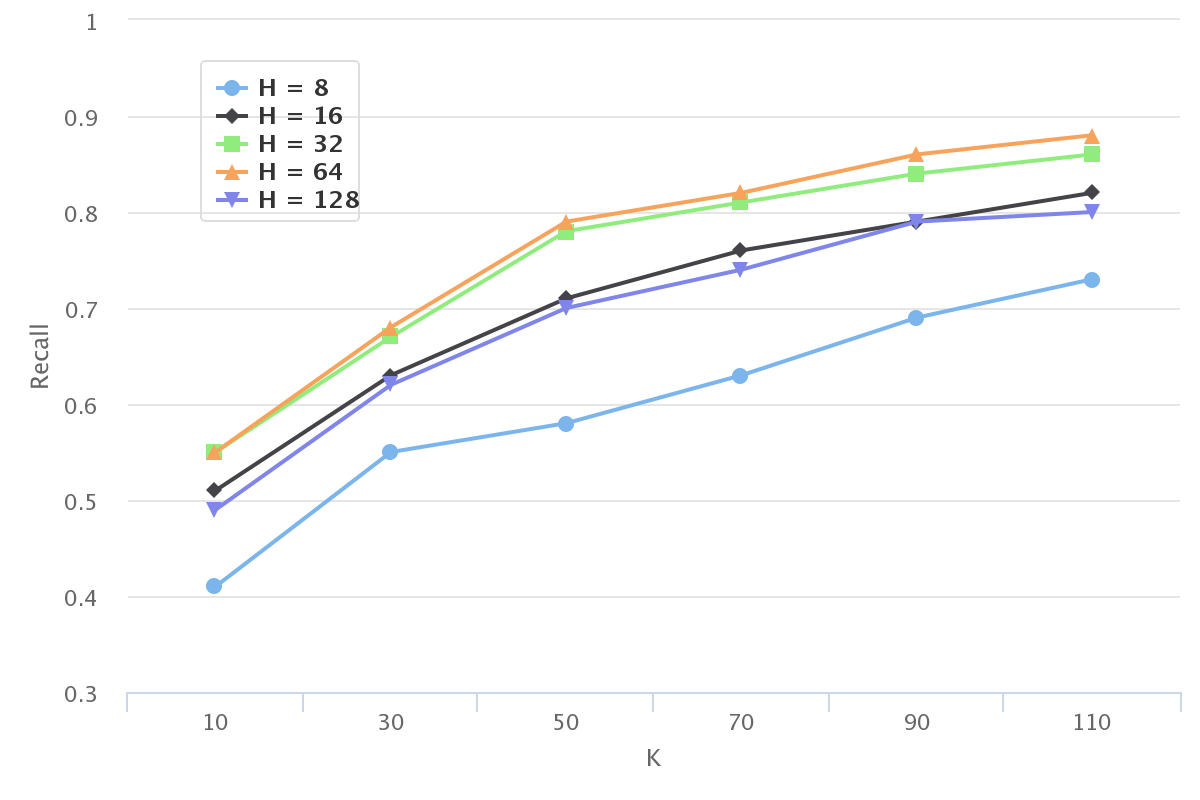 1
0.9
0.8
0.7
0.6
0.5
0.4
0.3
Recall
H = 8
H = 16
H = 32
H = 64
H = 128
10 30 50 70 90 110
K